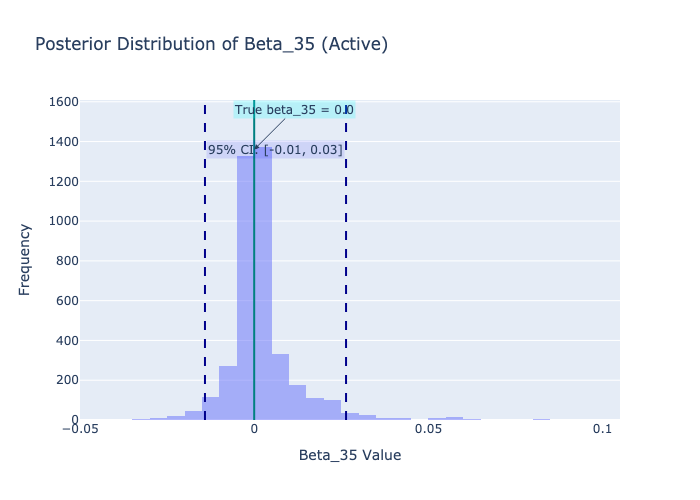 Posterior Distribution of Beta_35 (Active)
1600
True beta_35 = 0.0
1400
95% CI: [-0.01, 0.03]
1200
1000
800
600
400
200
0
−0.05
0
0.05
0.1
Frequency
Beta_35 Value